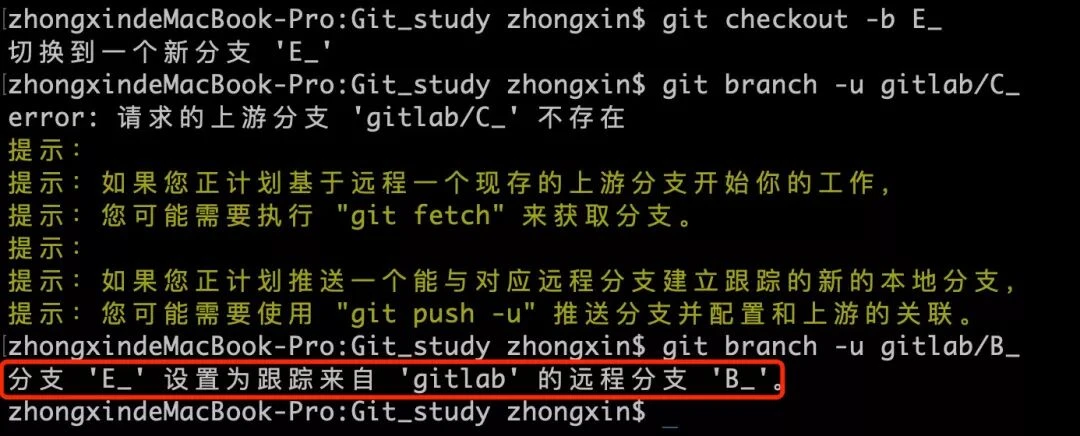 zhongxindeMacBook-Pro:Git_study zhongxin$ git checkout -b E_
切换到一个新分支 'E_'
[zhongxindeMacBook-Pro:Git_study zhongxin$ git branch -u gitlab/C_
error: 请求的上游分支 'gitlab/C_' 不存在
提示：
提示：如果您正计划基于远程一个现存的上游分支开始你的工作，
提示：您可能需要执行 "git fetch" 来获取分支。
提示：
提示：如果您正计划推送一个能与对应远程分支建立跟踪的新的本地分支，
提示：您可能需要使用 "git push -u" 推送分支并配置和上游的关联。
[zhongxindeMacBook-Pro:Git_study zhongxin$ git branch -u gitlab/B_
分支 'E_' 设置为跟踪来自 'gitlab' 的远程分支 'B_'。
zhongxindeMacBook-Pro:Git_study zhongxin$ _